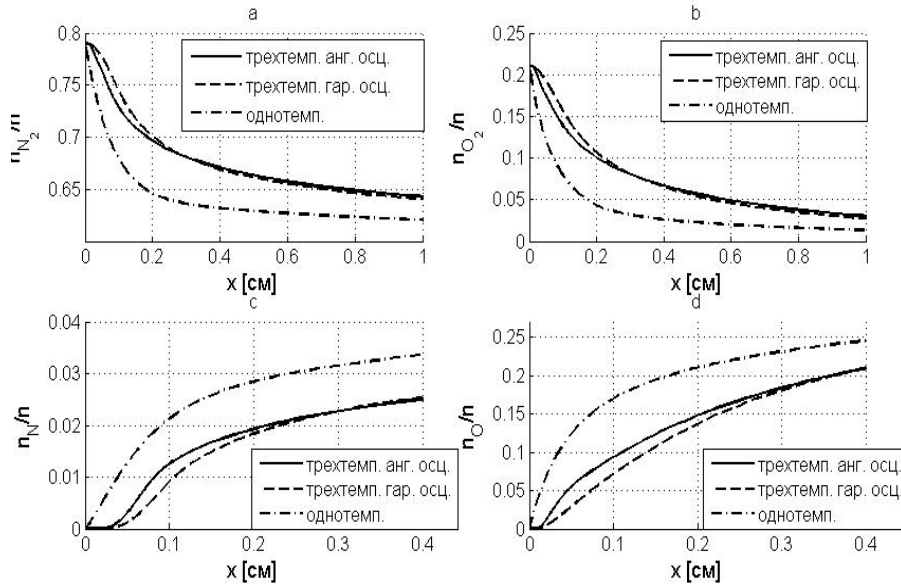 a
0.8
0.75
0.7
0.65
n_{N_2}/n
трехтемп. анг. осц.
трехтемп. гар. осц.
однотемп.
0 0.2 0.4 0.6 0.8 1
x [см]
b
0.25
0.2
0.15
0.1
0.05
0
n_{O_2}/n
трехтемп. анг. осц.
трехтемп. гар. осц.
однотемп.
0 0.2 0.4 0.6 0.8 1
x [см]
c
0.04
0.03
0.02
0.01
0
n_N/n
трехтемп. анг. осц.
трехтемп. гар. осц.
однотемп.
0 0.1 0.2 0.3 0.4
x [см]
d
0.25
0.2
0.15
0.1
0.05
0
n_O/n
трехтемп. анг. осц.
трехтемп. гар. осц.
однотемп.
0 0.1 0.2 0.3 0.4
x [см]